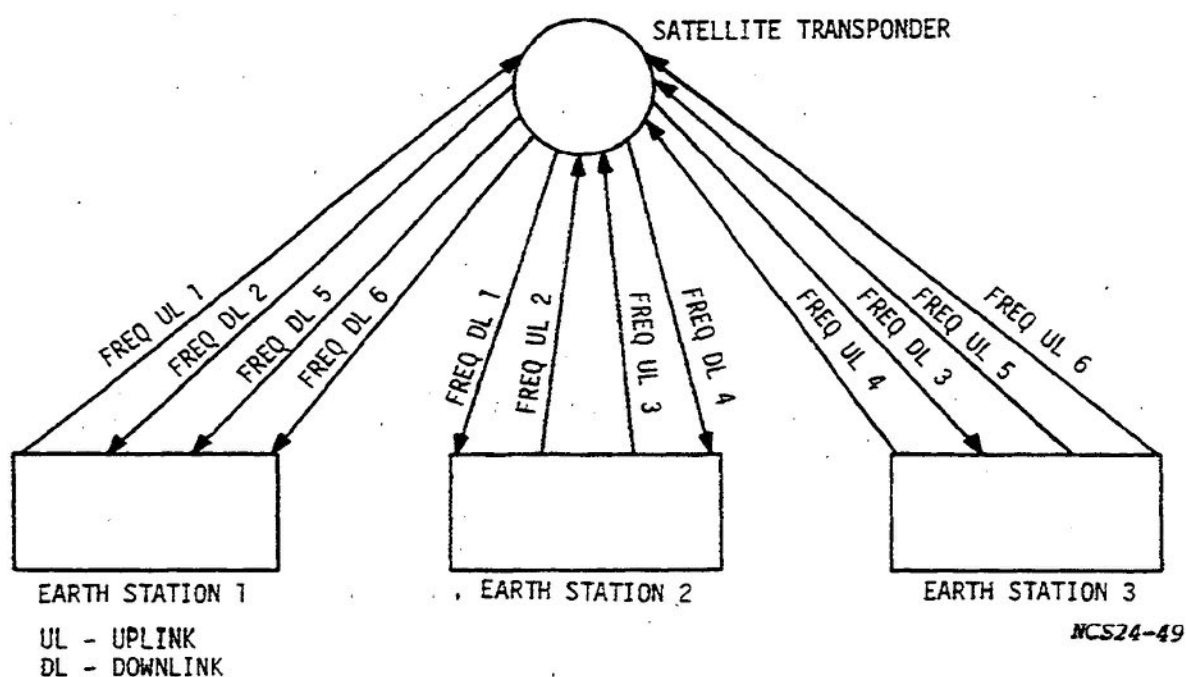 SATELLITE TRANSPONDER
FREQ UL 1
FREQ DL 2
FREQ DL 5
FREQ DL 6
FREQ DL 1
FREQ UL 2
FREQ UL 3
FREQ DL 4
FREQ UL 4
FREQ DL 3
FREQ UL 5
FREQ UL 6
EARTH STATION 1
EARTH STATION 2
EARTH STATION 3
UL - UPLINK
DL - DOWNLINK
NCS24-49